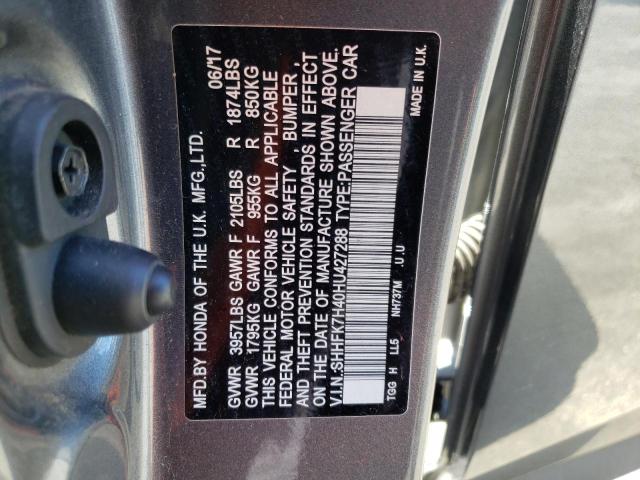 MFD.BY HONDA OF THE U.K. MFG.,LTD. 06/17
GVWR 3957LBS GAWR F 2105LBS R 1874LBS
GVWR 1795KG GAWR F 955KG R 850KG
THIS VEHICLE CONFORMS TO ALL APPLICABLE
FEDERAL MOTOR VEHICLE SAFETY , BUMPER ,
AND THEFT PREVENTION STANDARDS IN EFFECT
ON THE DATE OF MANUFACTURE SHOWN ABOVE.
V.I.N.:SHHFK7H40HU427288 TYPE:PASSENGER CAR
TGG H LL5 NH737M U U MADE IN U.K.